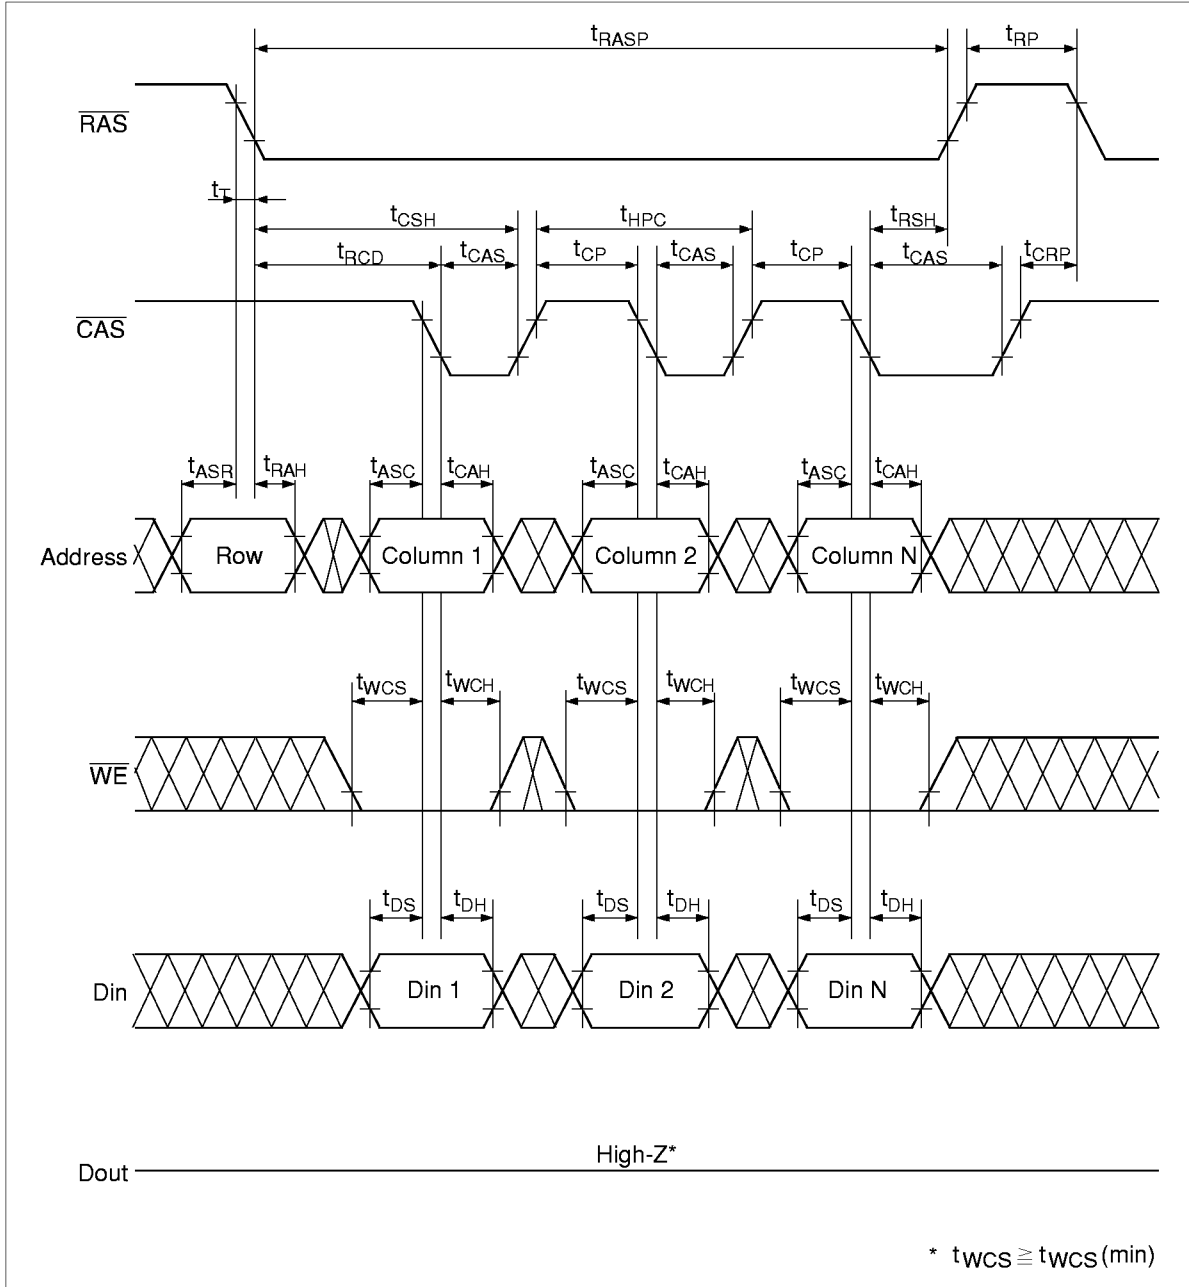 tRASP tRP
RAS
tT
tCSH tHPC tRSH
tRCD tCAS tCP tCAS tCP tCAS tCRP
CAS
tASR tRAH tASC tCAH tASC tCAH tASC tCAH
Address Row Column 1 Column 2 Column N
tWCS tWCH tWCS tWCH tWCS tWCH
WE
tDS tDH tDS tDH tDS tDH
Din Din 1 Din 2 Din N
High-Z*
Dout
* tWCS ≧ tWCS(min)